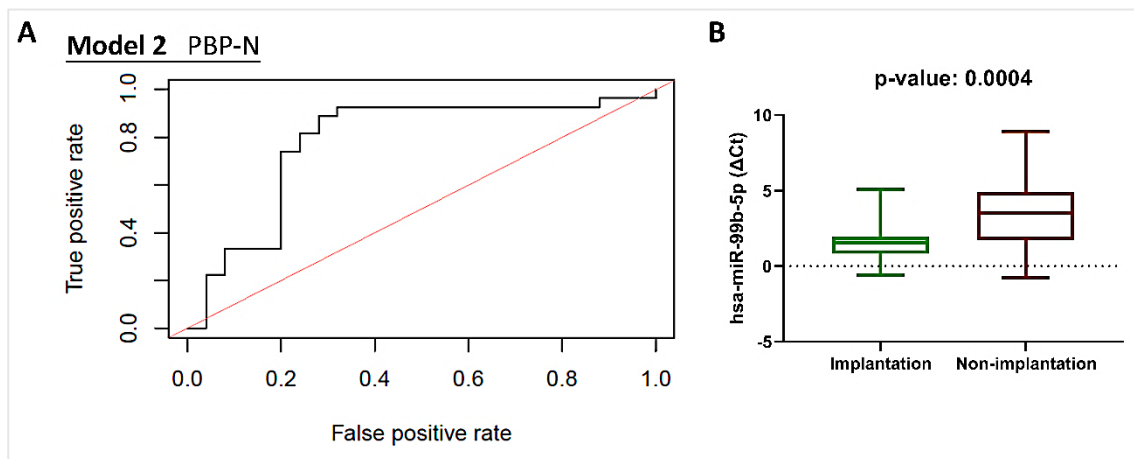 A
Model 2 PBP-N
True positive rate
1.0
0.8
0.4
0.0
0.0 0.2 0.4 0.6 0.8 1.0
False positive rate
B
p-value: 0.0004
hsa-miR-99b-5p (ΔCt)
10
5
0
-5
Implantation Non-implantation